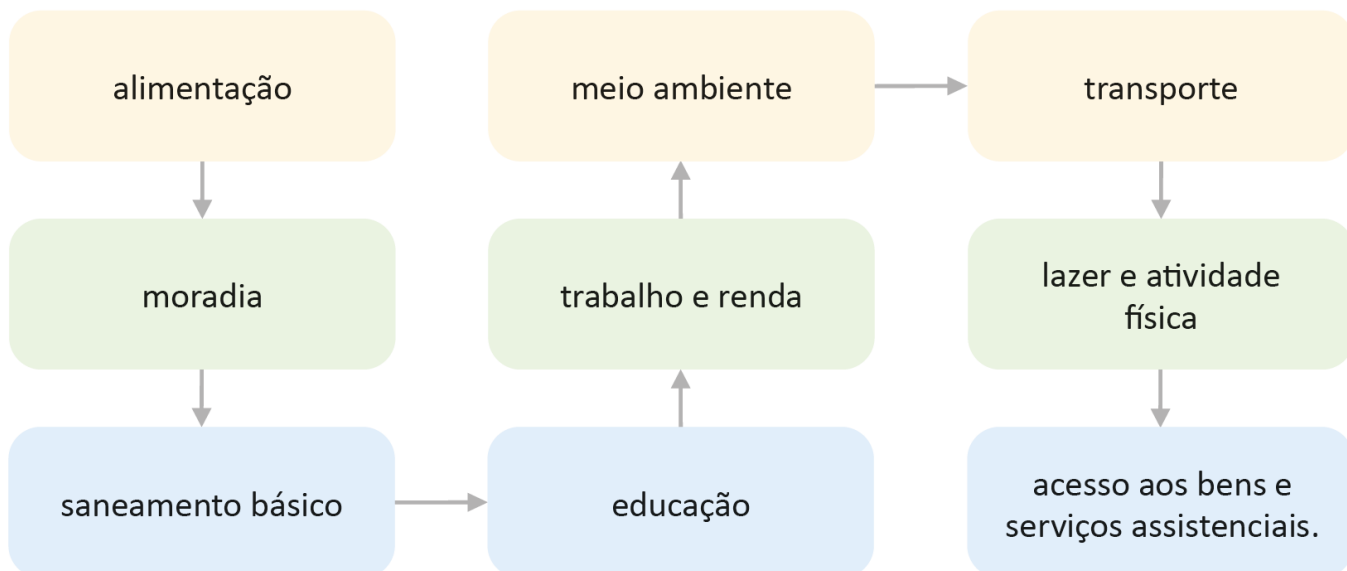 alimentação
moradia
saneamento básico
educação
trabalho e renda
meio ambiente
transporte
lazer e atividade
física
acesso aos bens e
serviços assistenciais.